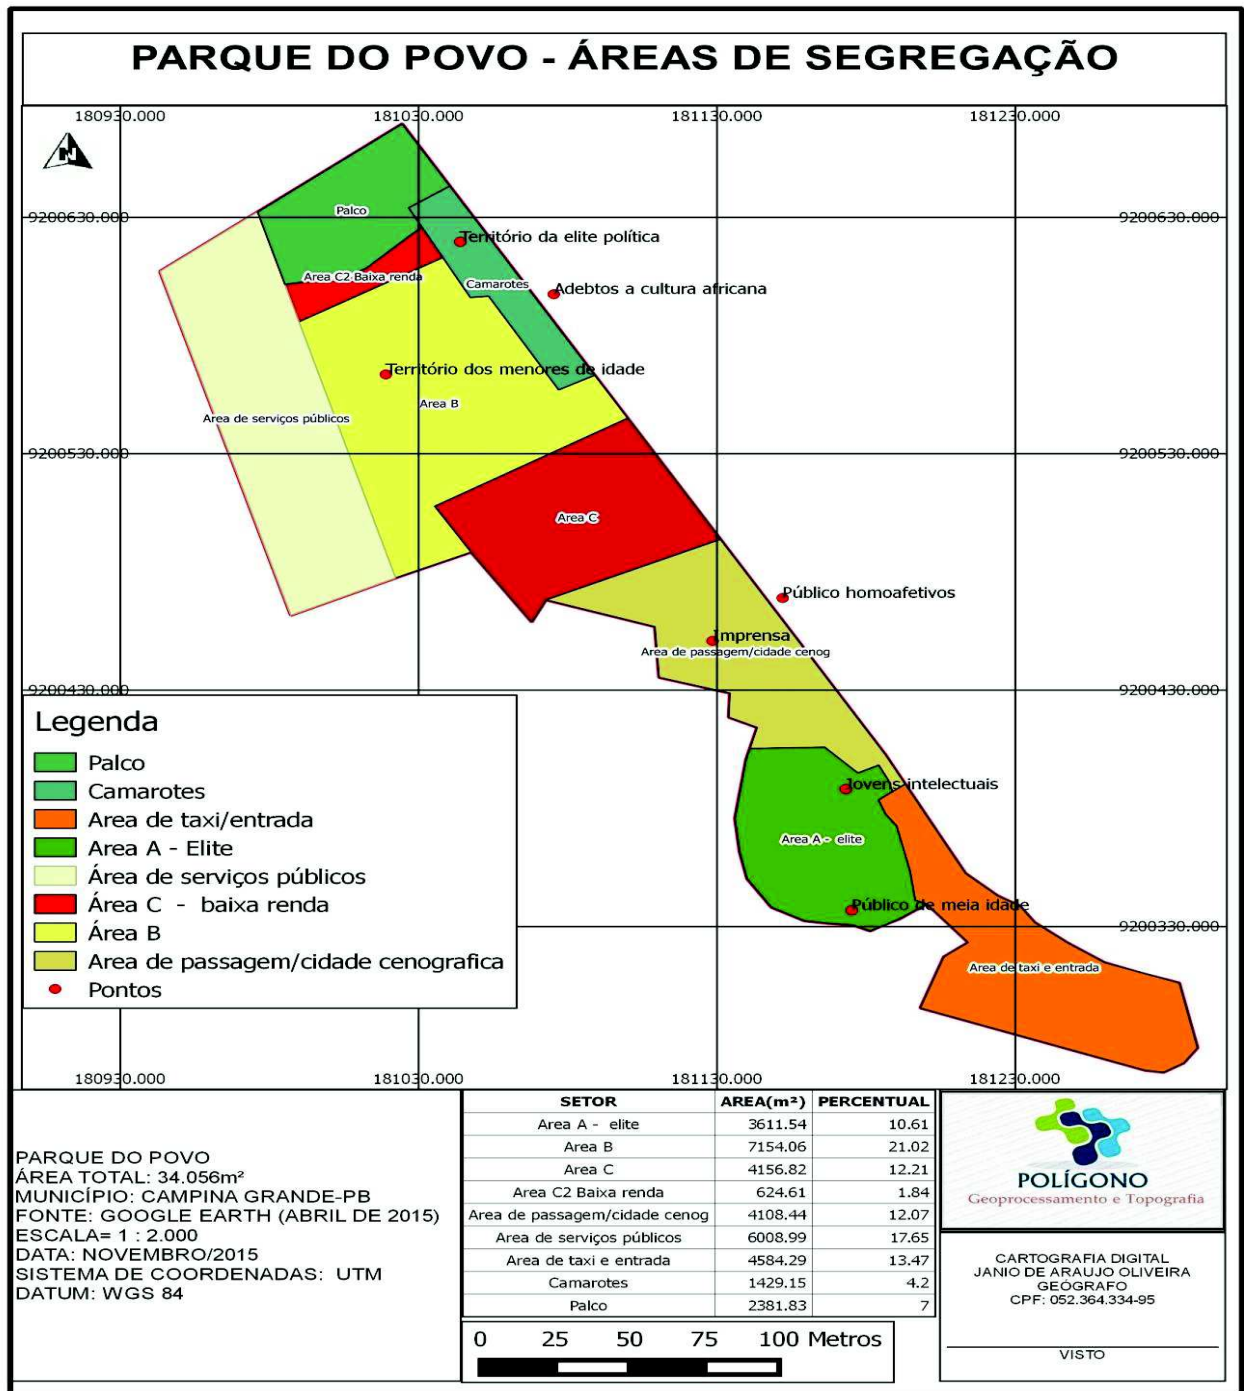 PARQUE DO POVO - ÁREAS DE SEGREGAÇÃO
180930.000 181030.000 181130.000 181230.000
N
9200630.000 9200630.000
Palco
Território da elite política
Area C2 Baixa renda
Camarotes
Adebtos a cultura africana
Território dos menores de idade
Area B
Area de serviços públicos
9200530.000 9200530.000
Area C
Público homoafetivos
Imprensa
Area de passagem/cidade cenog
9200430.000 9200430.000
Jovens intelectuais
Area A - elite
Público de meia idade
9200330.000 9200330.000
Area de taxi e entrada
Legenda
Palco
Camarotes
Area de taxi/entrada
Area A - Elite
Área de serviços públicos
Área C - baixa renda
Área B
Area de passagem/cidade cenografica
Pontos
180930.000 181030.000 181130.000 181230.000
PARQUE DO POVO
ÁREA TOTAL: 34.056m²
MUNICÍPIO: CAMPINA GRANDE-PB
FONTE: GOOGLE EARTH (ABRIL DE 2015)
ESCALA= 1 : 2.000
DATA: NOVEMBRO/2015
SISTEMA DE COORDENADAS: UTM
DATUM: WGS 84
SETOR AREA(m²) PERCENTUAL
Area A - elite 3611.54 10.61
Area B 7154.06 21.02
Area C 4156.82 12.21
Area C2 Baixa renda 624.61 1.84
Area de passagem/cidade cenog 4108.44 12.07
Area de serviços públicos 6008.99 17.65
Area de taxi e entrada 4584.29 13.47
Camarotes 1429.15 4.2
Palco 2381.83 7
0 25 50 75 100 Metros
POLÍGONO
Geoprocessamento e Topografia
CARTOGRAFIA DIGITAL
JANIO DE ARAUJO OLIVEIRA
GEÓGRAFO
CPF: 052.364.334-95
VISTO